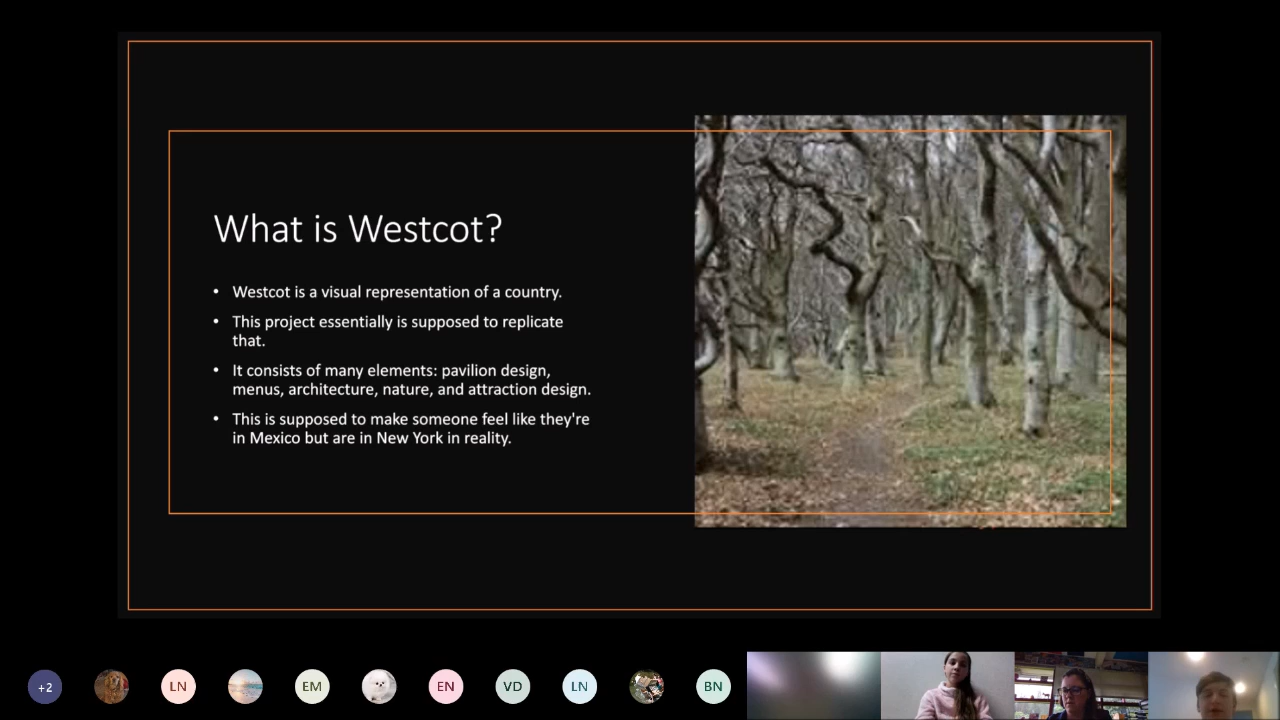 What is Westcot?
• Westcot is a visual representation of a country.
• This project essentially is supposed to replicate
that.
• It consists of many elements: pavilion design,
menus, architecture, nature, and attraction design.
• This is supposed to make someone feel like they're
in Mexico but are in New York in reality.
+2
LN
EM
EN
VD
LN
BN